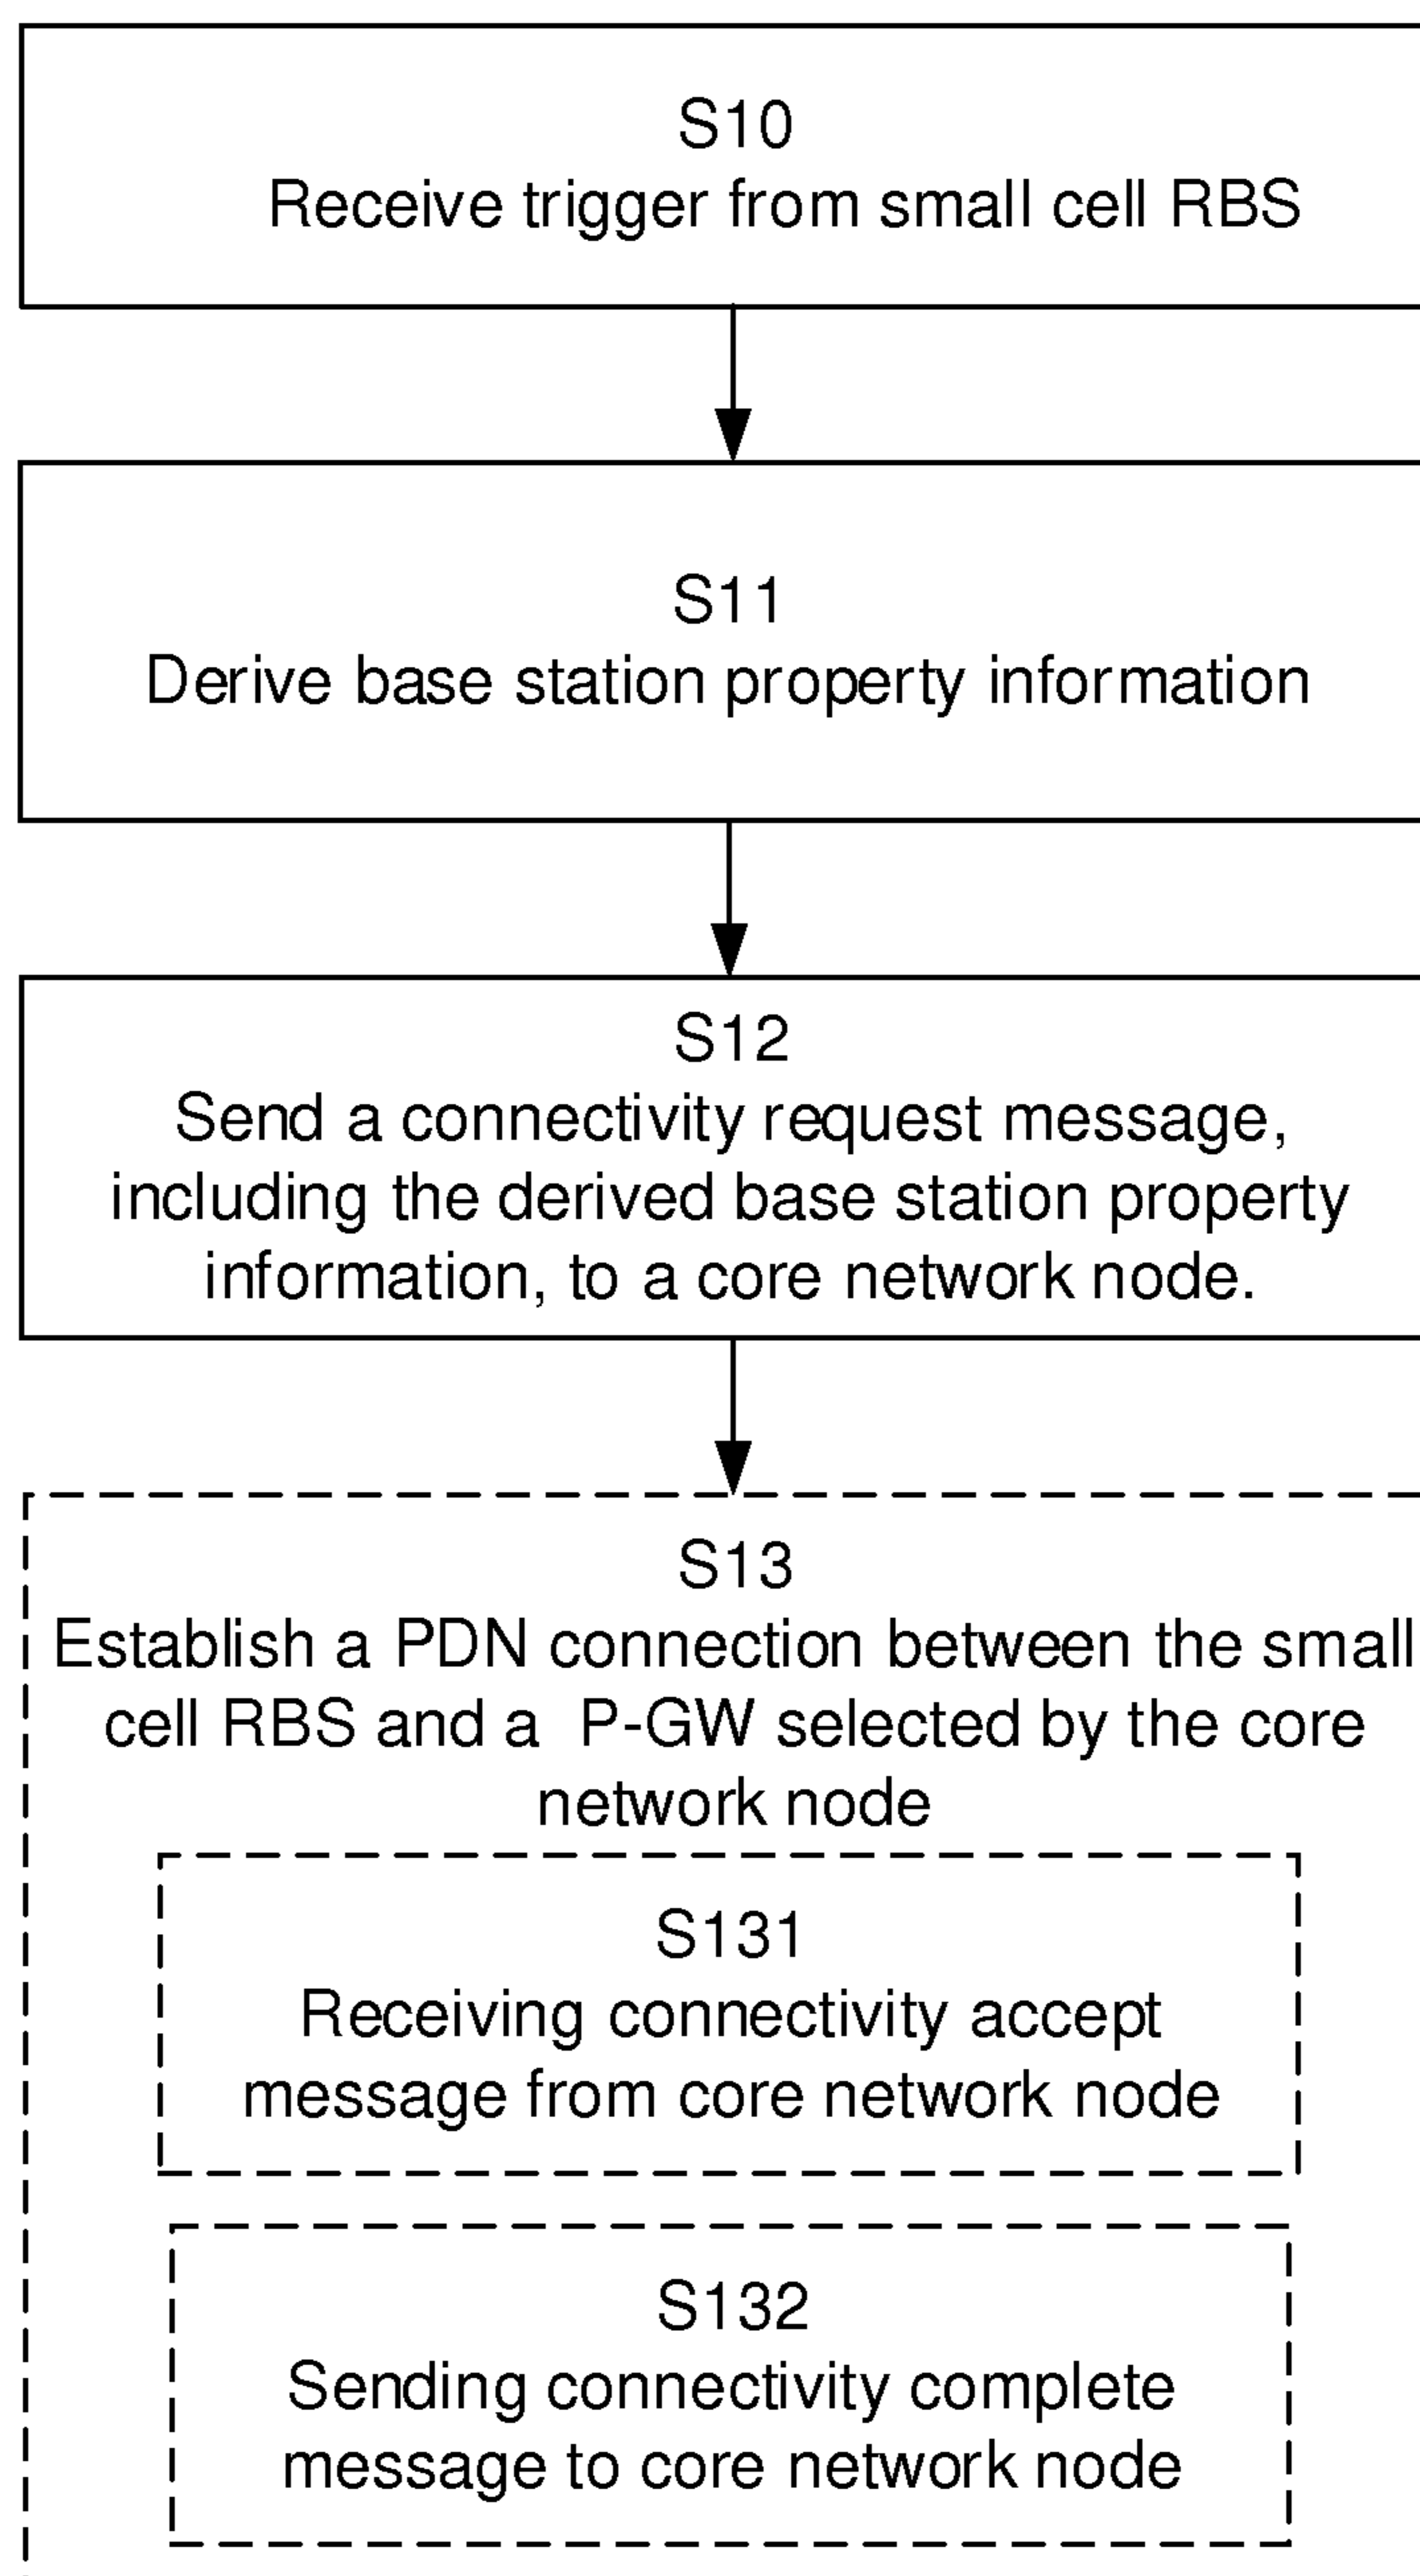 S10
Receive trigger from small cell RBS
S11
Derive base station property information
S12
Send a connectivity request message,
including the derived base station property
information, to a core network node.
S13
Establish a PDN connection between the small
cell RBS and a P-GW selected by the core
network node
S131
Receiving connectivity accept
message from core network node
S132
Sending connectivity complete
message to core network node